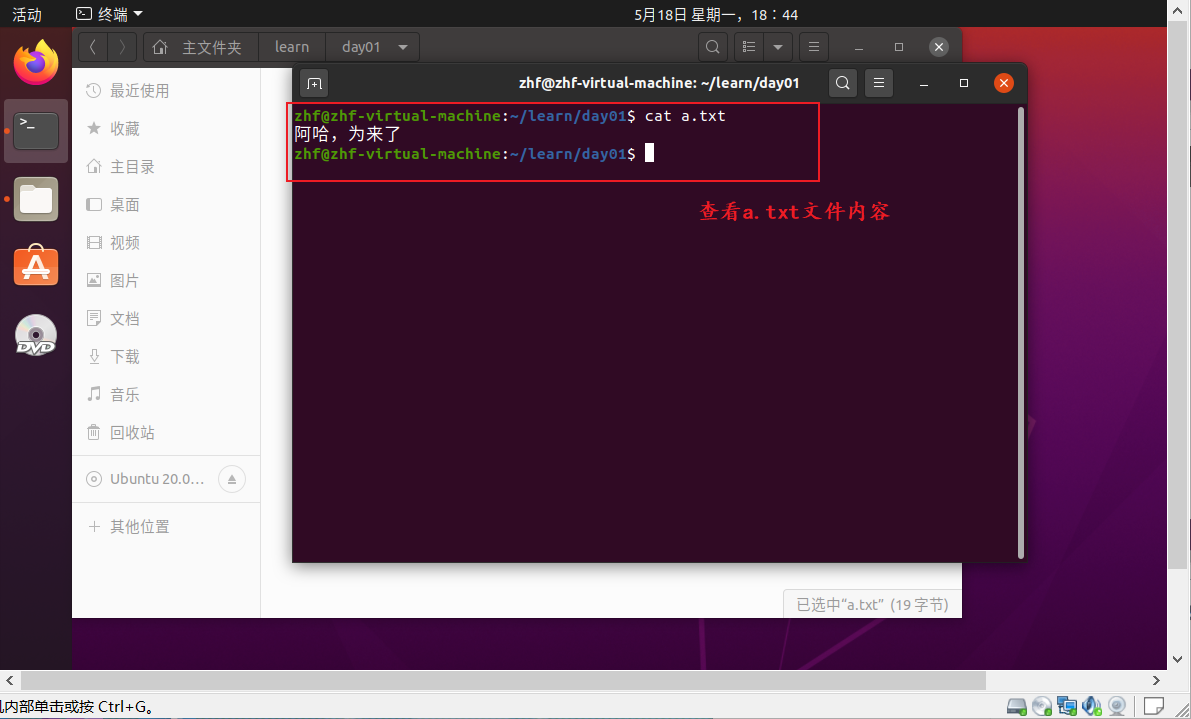 活动
终端
5月18日 星期一，18：44
主文件夹
learn
day01
zhf@zhf-virtual-machine: ~/learn/day01
最近使用
收藏
主目录
桌面
视频
图片
文档
下载
音乐
回收站
Ubuntu 20.0…
其他位置
zhf@zhf-virtual-machine:~/learn/day01$ cat a.txt
阿哈，为来了
zhf@zhf-virtual-machine:~/learn/day01$
查看a.txt文件内容
DVD
已选中“a.txt” (19 字节)
内部单击或按 Ctrl+G。